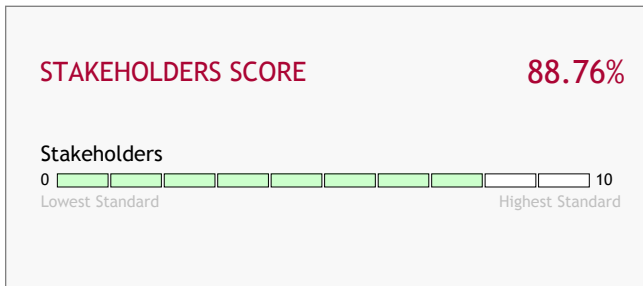 STAKEHOLDERS SCORE 88.76%
Stakeholders
0 10
Lowest Standard Highest Standard